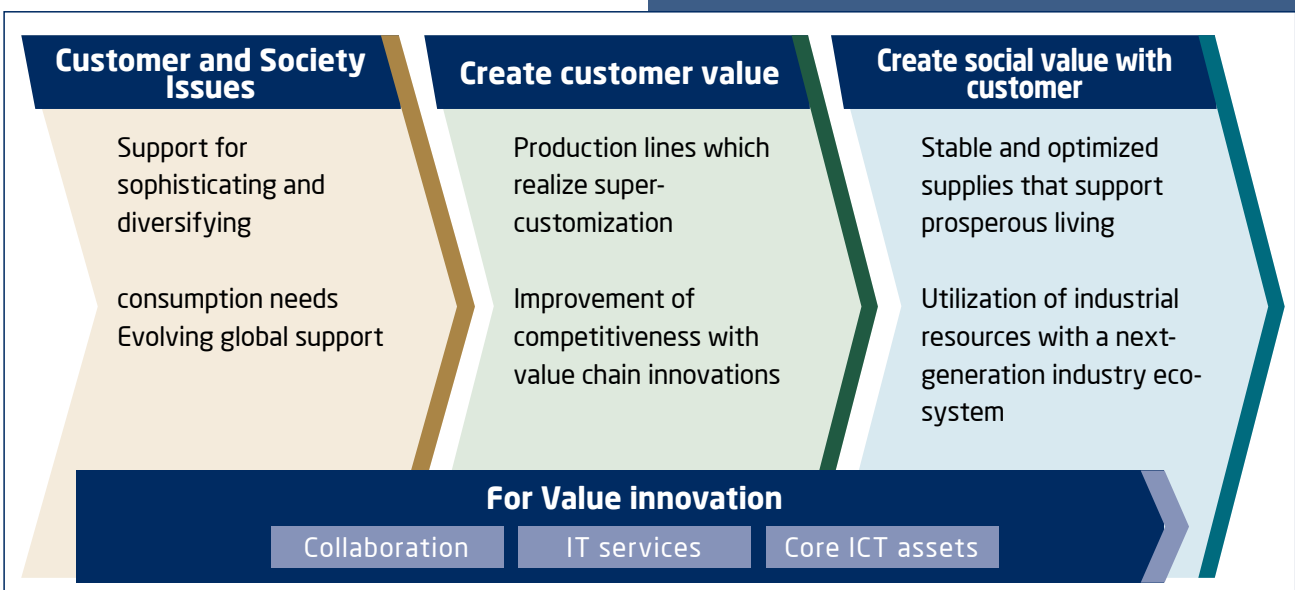 Customer and Society
Issues
Support for
sophisticating and
diversifying
consumption needs
Evolving global support
Create customer value
Production lines which
realize super-
customization
Improvement of
competitiveness with
value chain innovations
Create social value with
customer
Stable and optimized
supplies that support
prosperous living
Utilization of industrial
resources with a next-
generation industry eco-
system
For Value innovation
Collaboration
IT services
Core ICT assets